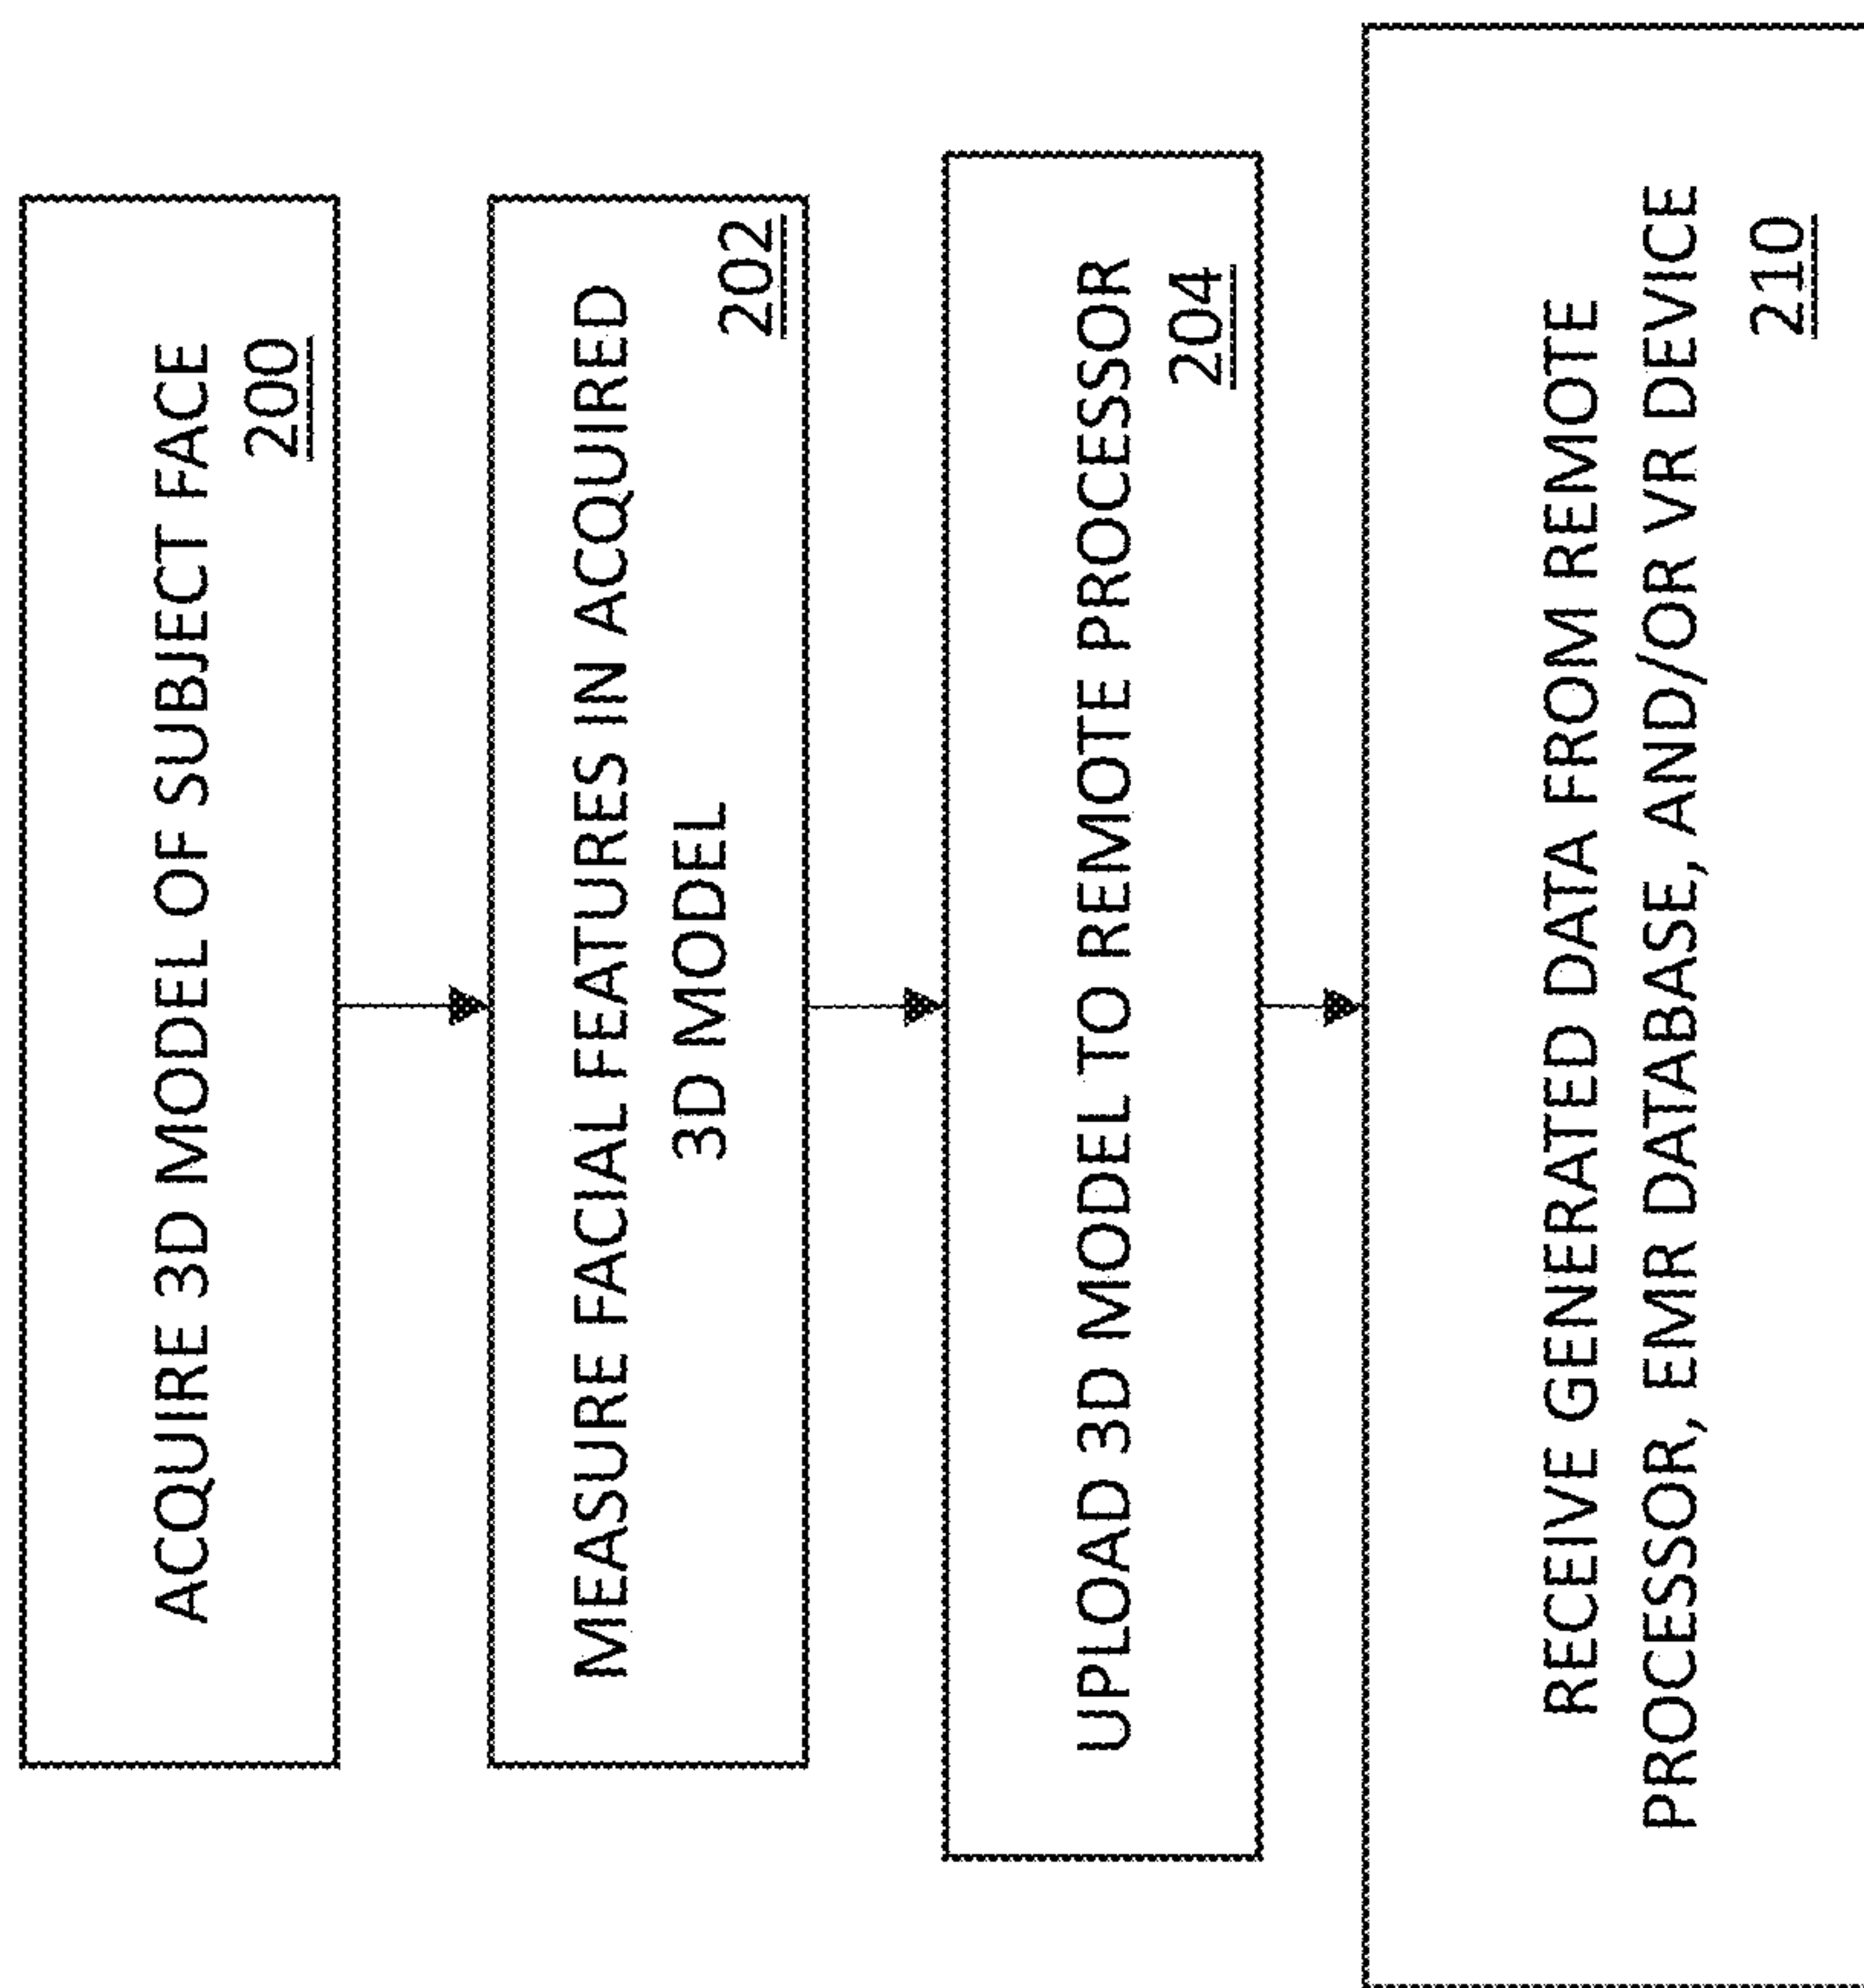 ACQUIRE 3D MODEL OF SUBJECT FACE
200
MEASURE FACIAL FEATURES IN ACQUIRED
3D MODEL
202
UPLOAD 3D MODEL TO REMOTE PROCESSOR
204
RECEIVE GENERATED DATA FROM REMOTE
PROCESSOR, EMR DATABASE, AND/OR VR DEVICE
210